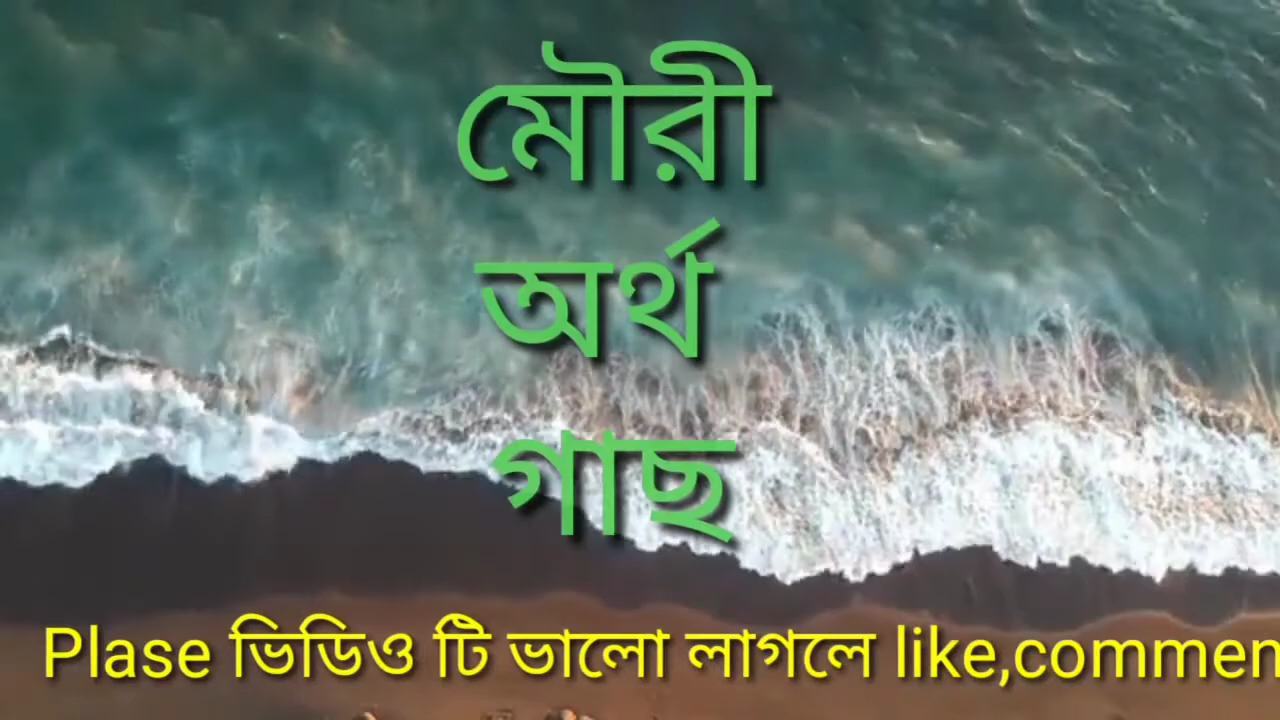 মৌরী
অর্থ
গাছ
Plase ভিডিও টি ভালো লাগলে like,commen